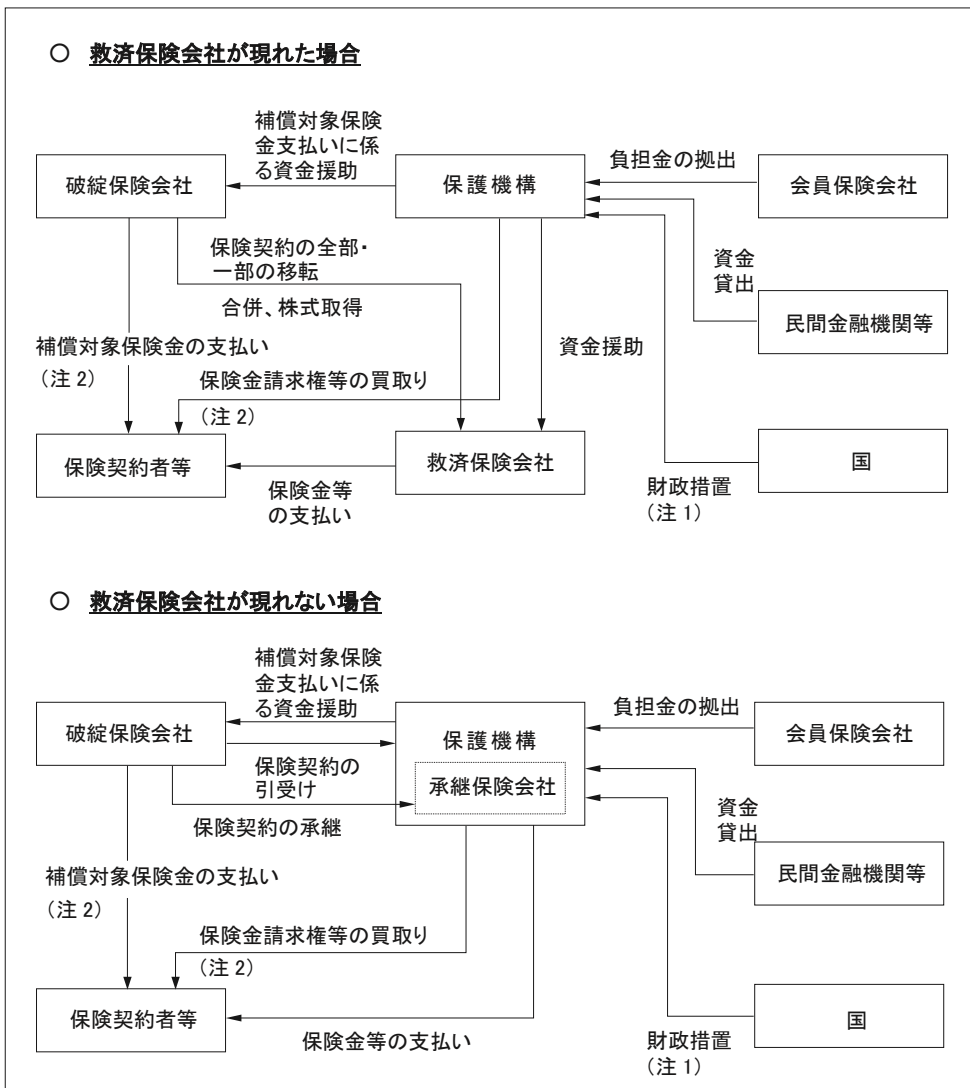 ○ 救済保険会社が現れた場合
補償対象保険
金支払いに係
る資金援助
破綻保険会社
保護機構
負担金の拠出
会員保険会社
保険契約の全部・
一部の移転
合併、株式取得
資金
貸出
民間金融機関等
補償対象保険金の支払い
（注2）
資金援助
保険金請求権等の買取り
（注2）
保険契約者等
救済保険会社
国
保険金等
の支払い
財政措置
（注1）
○ 救済保険会社が現れない場合
補償対象保険
金支払いに係
る資金援助
破綻保険会社
保護機構
承継保険会社
負担金の拠出
会員保険会社
保険契約の
引受け
保険契約の承継
資金
貸出
民間金融機関等
補償対象保険金の支払い
（注2）
保険金請求権等の買取り
（注2）
保険契約者等
国
保険金等の支払い
財政措置
（注1）